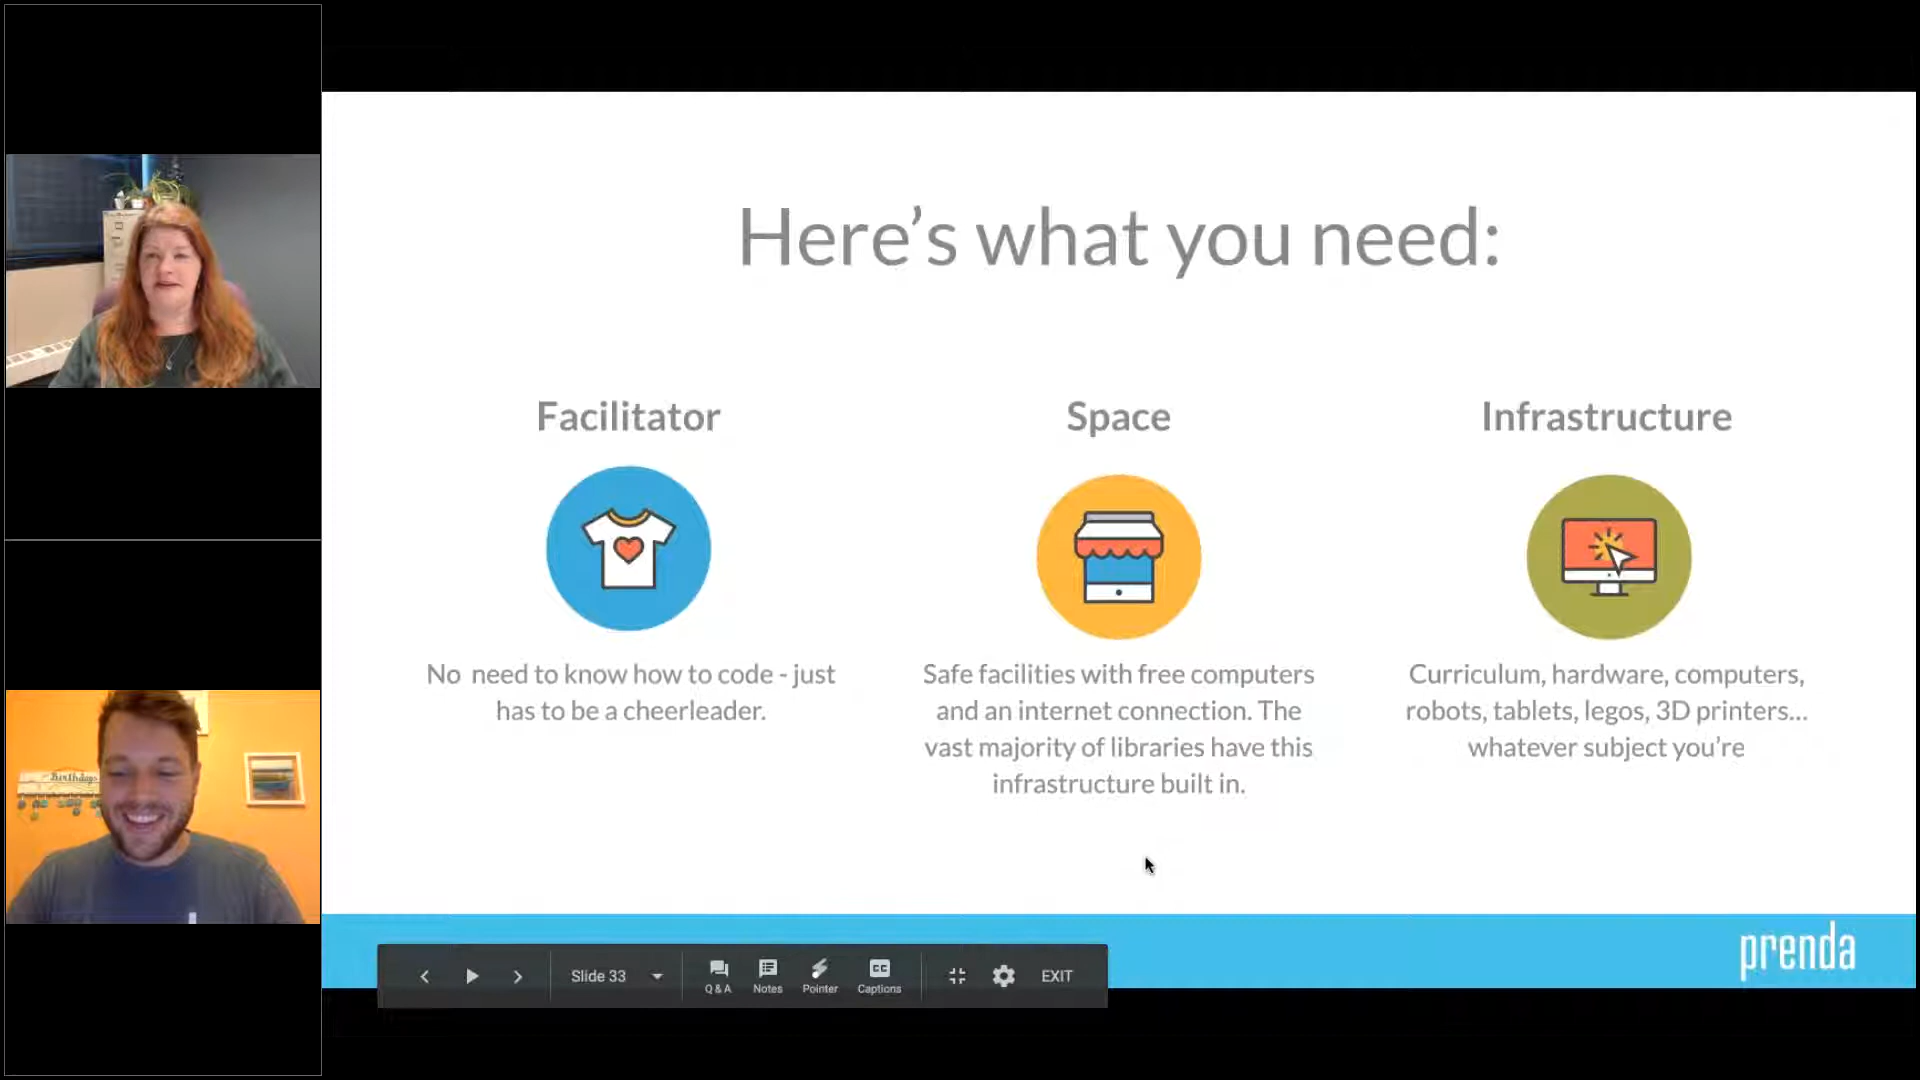 Here's what you need:
Facilitator
No need to know how to code - just
has to be a cheerleader.
Space
Safe facilities with free computers
and an internet connection. The
vast majority of libraries have this
infrastructure built in.
Infrastructure
Curriculum, hardware, computers,
robots, tablets, legos, 3D printers...
whatever subject you're
prenda
Slide 33
Q & A
Notes
Pointer
CC
Captions
EXIT
Birthdays